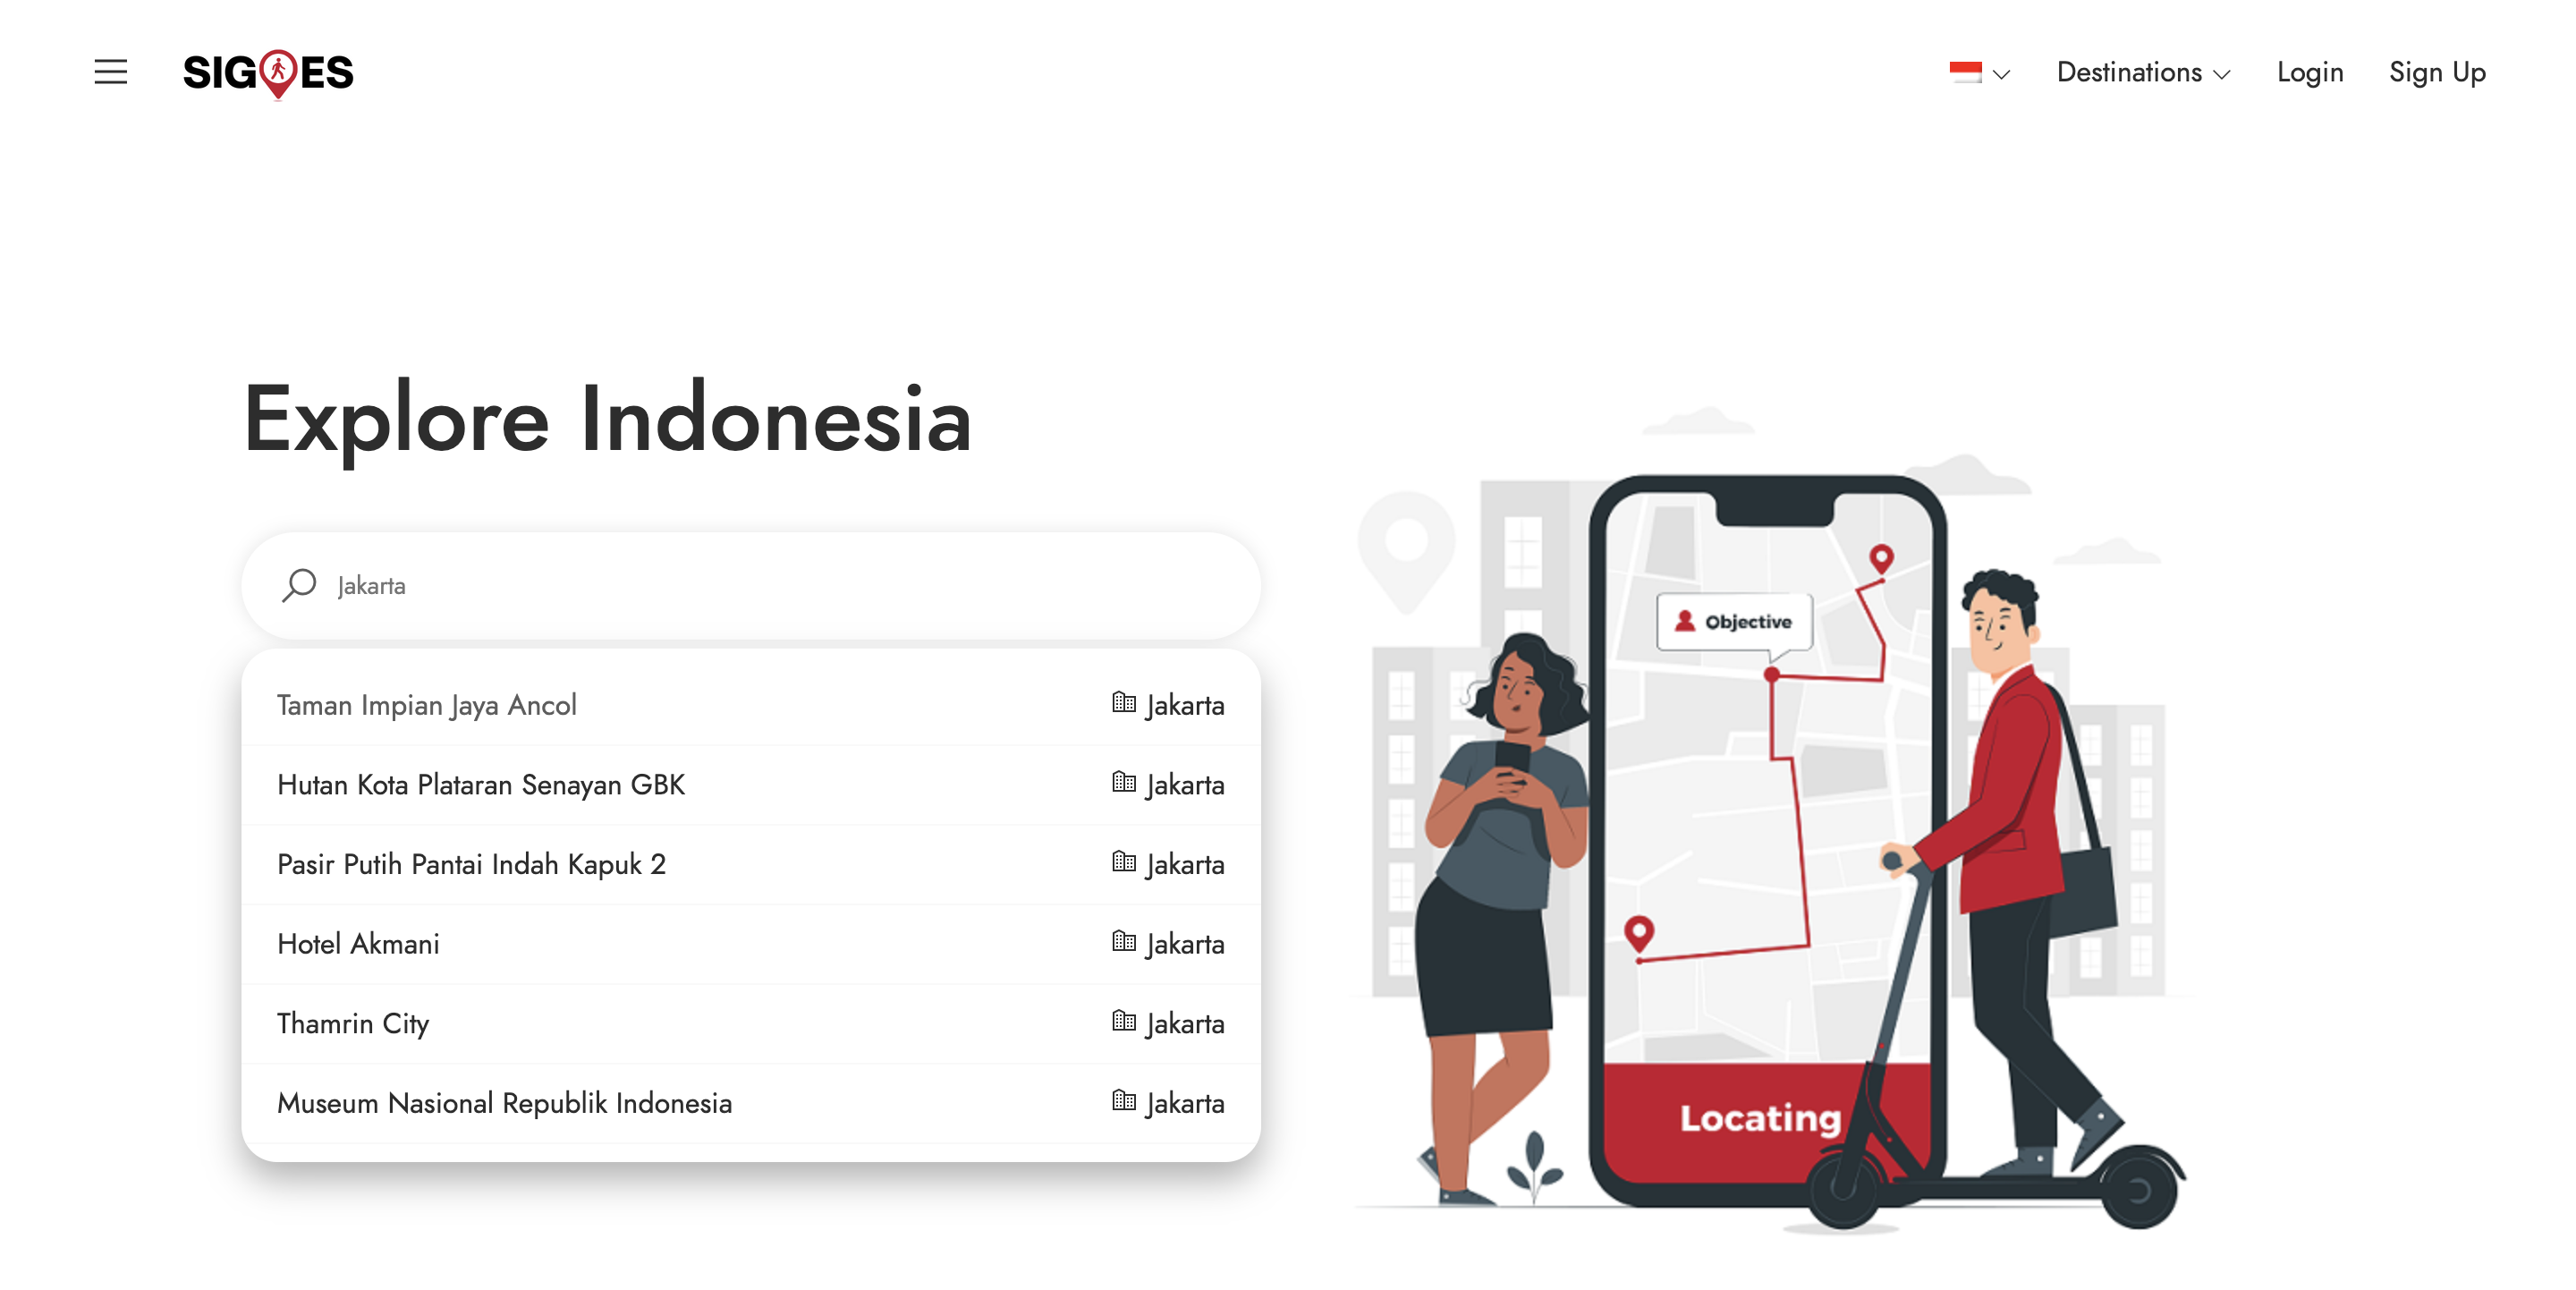 SIGOES
Destinations
Login
Sign Up
Explore Indonesia
Jakarta
Taman Impian Jaya Ancol
Jakarta
Hutan Kota Plataran Senayan GBK
Jakarta
Pasir Putih Pantai Indah Kapuk 2
Jakarta
Hotel Akmani
Jakarta
Thamrin City
Jakarta
Museum Nasional Republik Indonesia
Jakarta
Objective
Locating